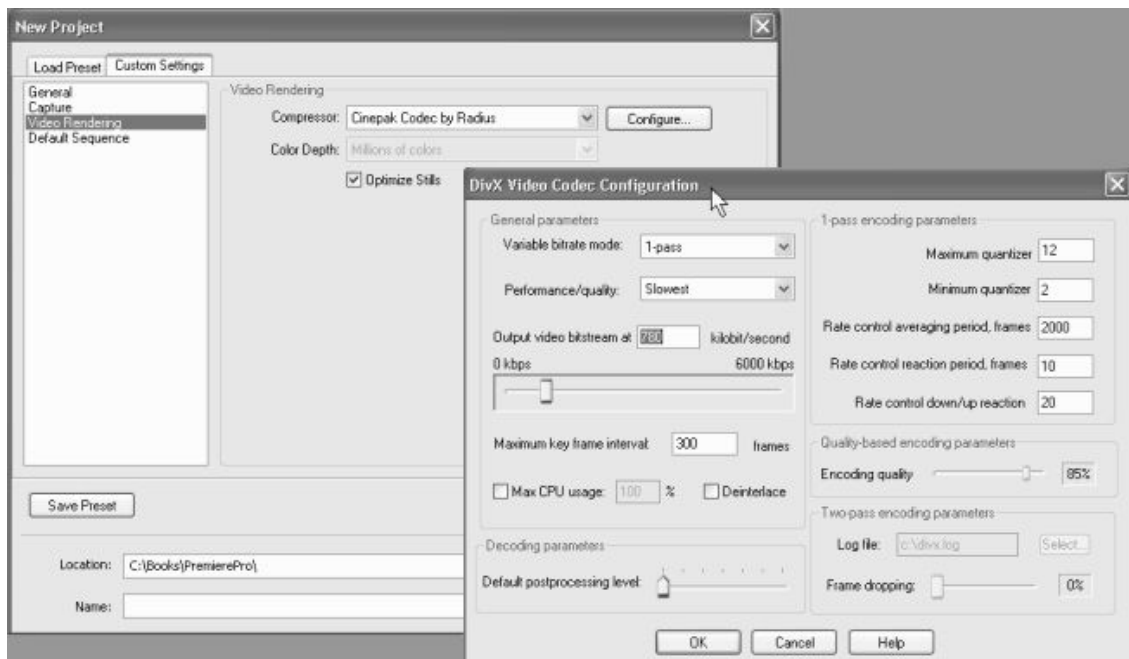 New Project
Load Preset
Custom Settings
General
Capture
Video Rendering
Default Sequence
Video Rendering
Compressor: Cinepak Codec by Radius
Configure...
Color Depth: Millions of colors
Optimize Stills
Save Preset
Location: C:\Books\PremierePro\
Name:
DivX Video Codec Configuration
General parameters
Variable bitrate mode: 1-pass
Performance/quality: Slowest
Output video bitstream at 780 kilobit/second
0 kbps 6000 kbps
Maximum key frame interval: 300 frames
Max CPU usage: 100 %
Deinterlace
Decoding parameters
Default postprocessing level:
1-pass encoding parameters
Maximum quantizer 12
Minimum quantizer 2
Rate control averaging period, frames 2000
Rate control reaction period, frames 10
Rate control down/up reaction 20
Quality-based encoding parameters
Encoding quality 85%
Two-pass encoding parameters
Log file: c:\divx.log Select...
Frame dropping: 0%
OK Cancel Help